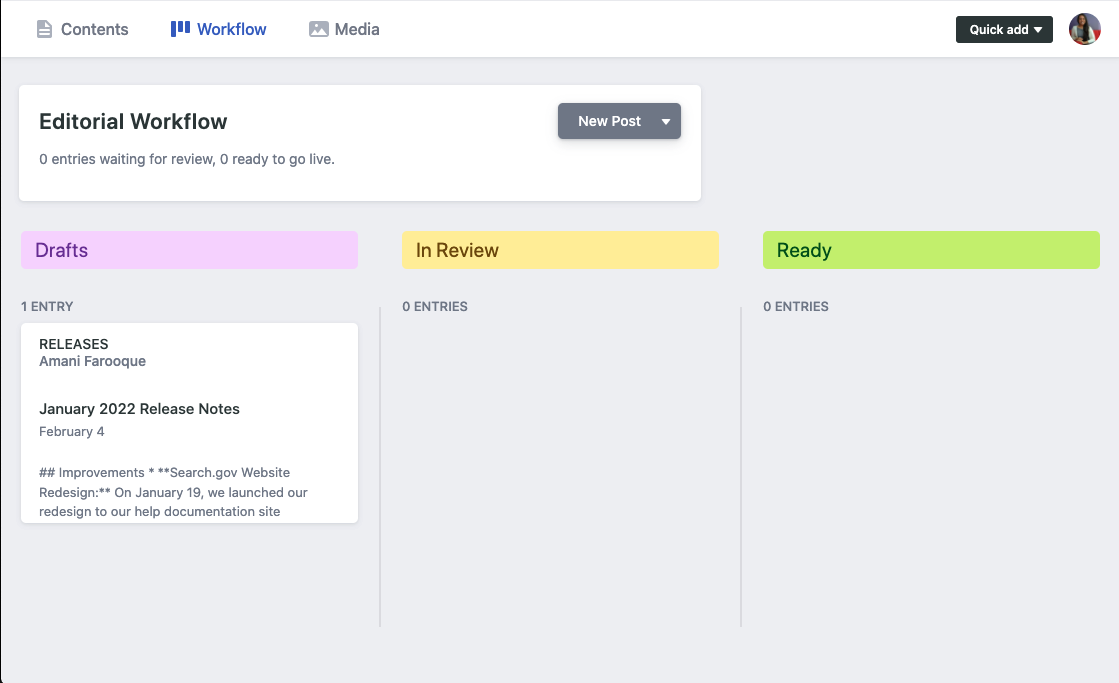 Contents
Workflow
Media
Quick add
Editorial Workflow
New Post
0 entries waiting for review, 0 ready to go live.
Drafts
In Review
Ready
1 ENTRY
0 ENTRIES
0 ENTRIES
RELEASES
Amani Farooque
January 2022 Release Notes
February 4
## Improvements * **Search.gov Website
Redesign:** On January 19, we launched our
redesign to our help documentation site